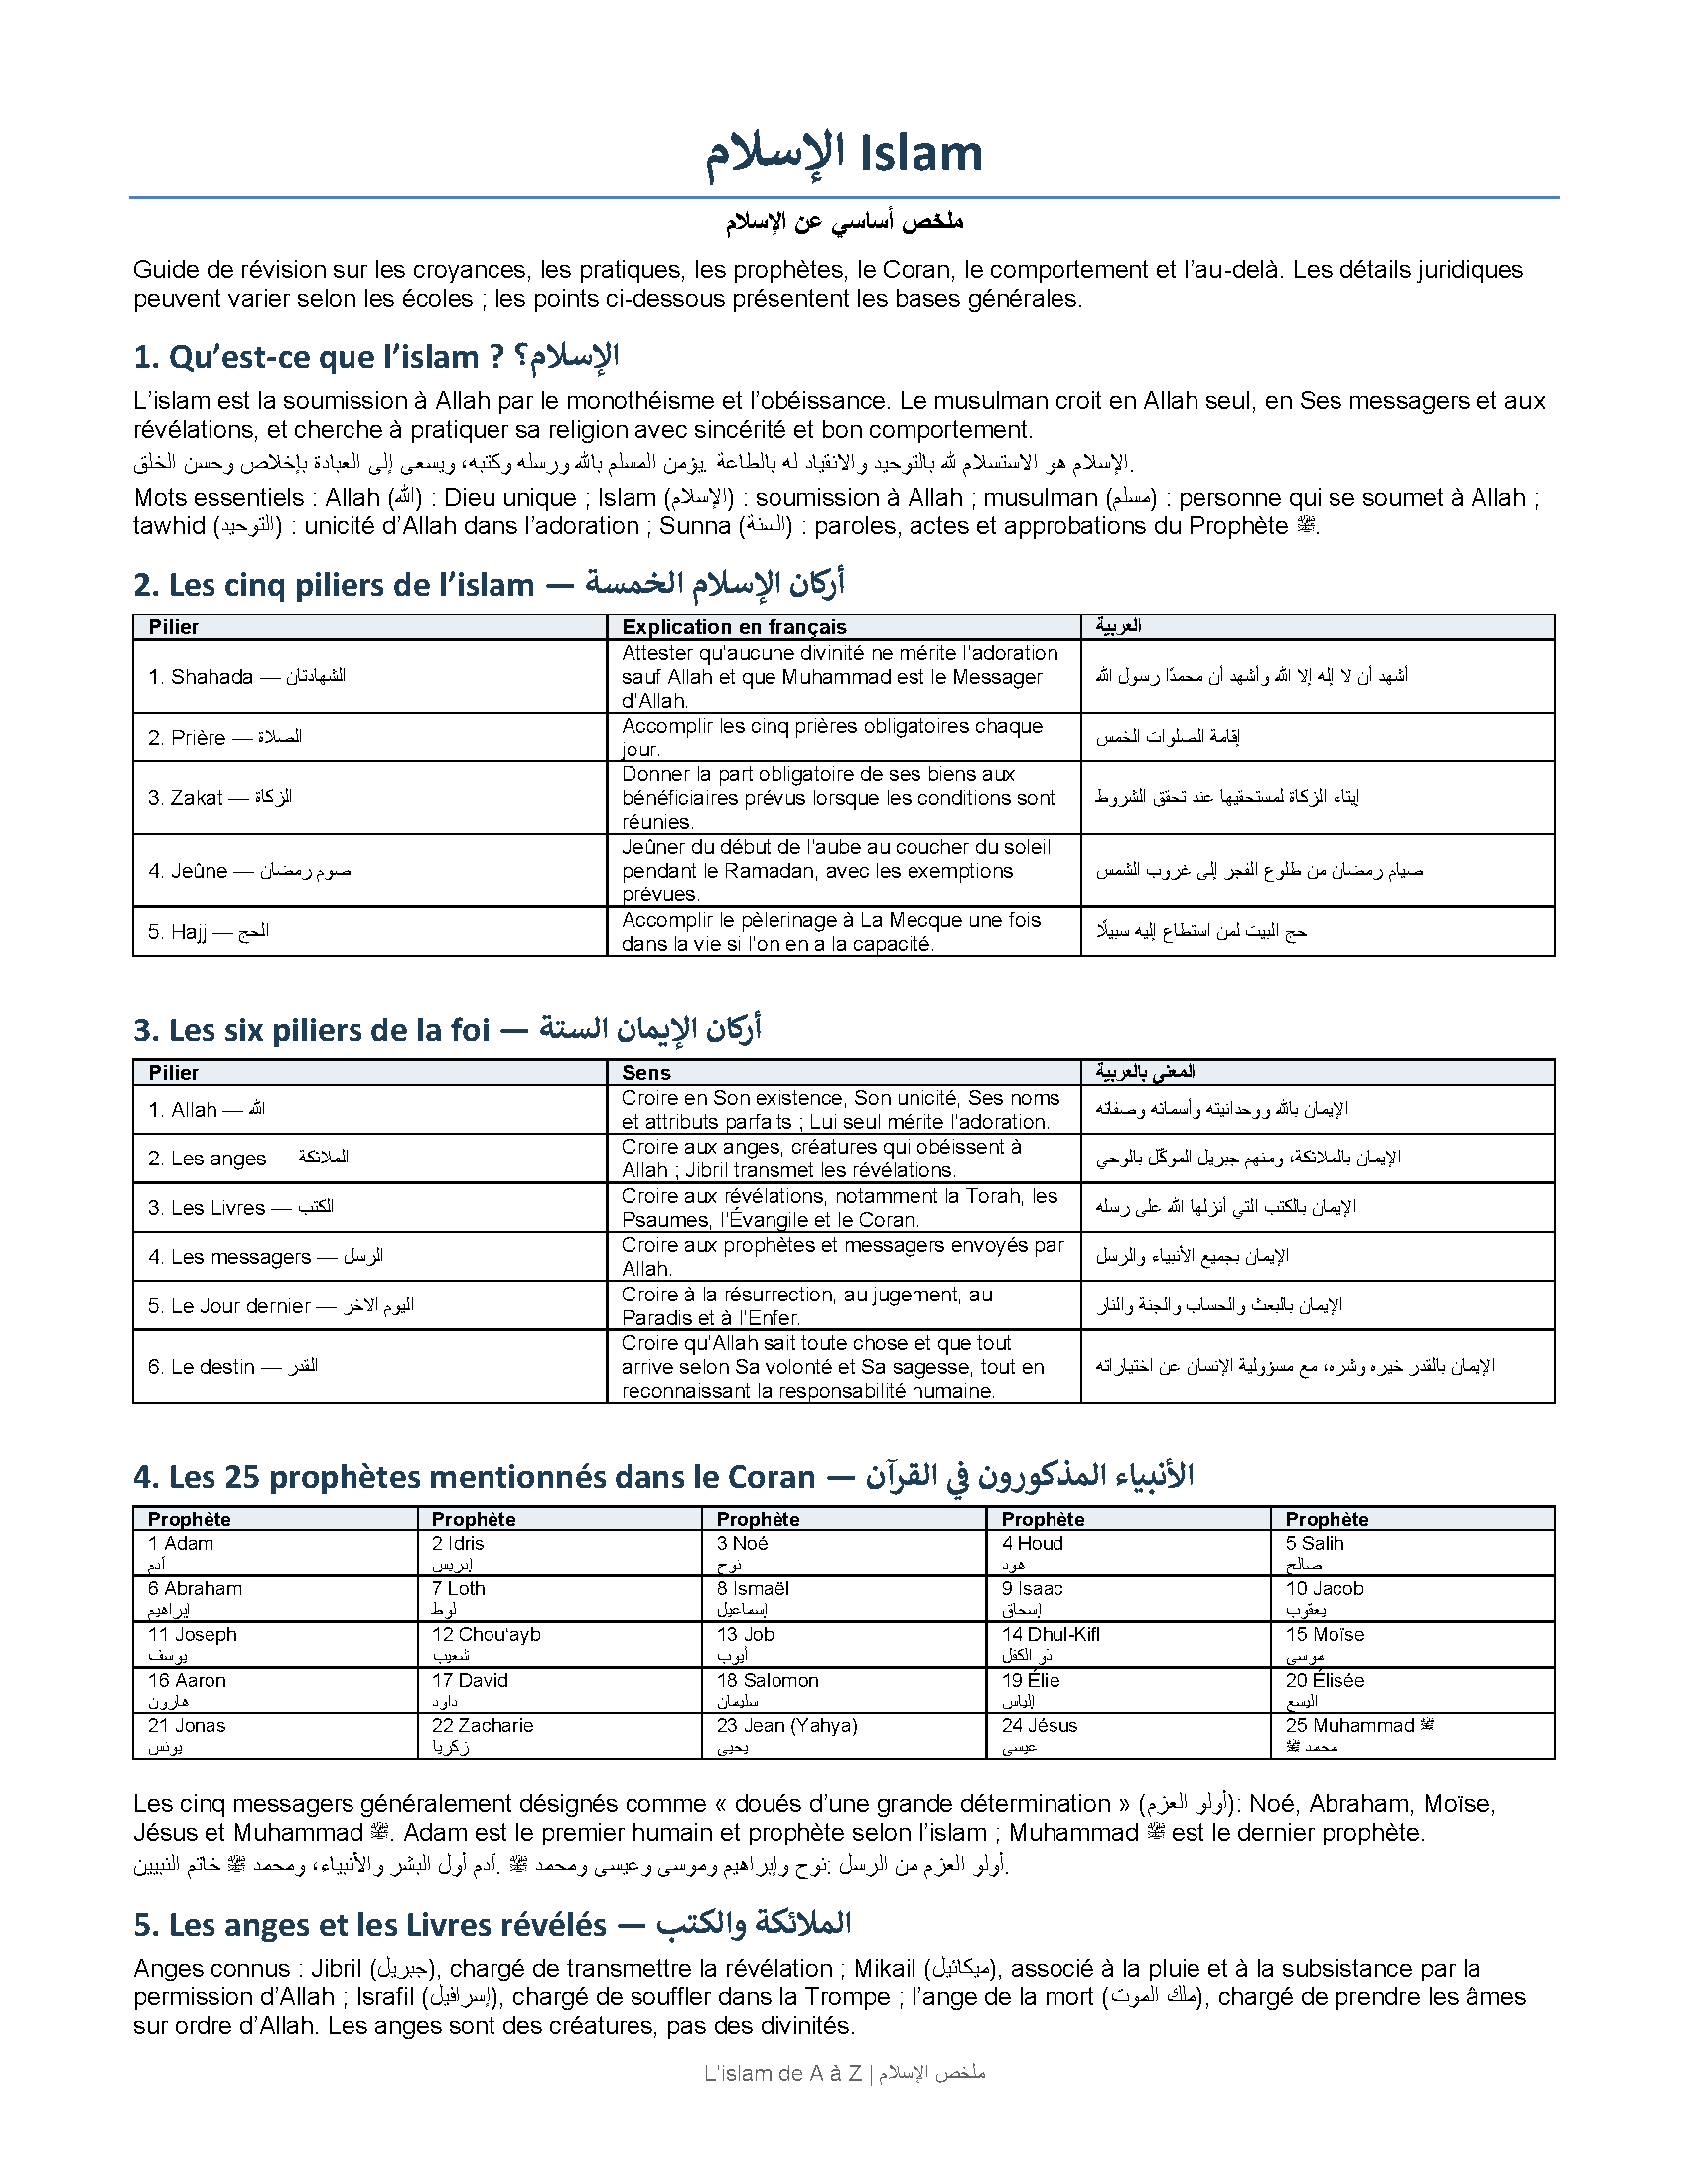 الإسلام Islam
ملخص أساسي عن الإسلام
Guide de révision sur les croyances, les pratiques, les prophètes, le Coran, le comportement et l’au-delà. Les détails juridiques
peuvent varier selon les écoles ; les points ci-dessous présentent les bases générales.
1. Qu’est-ce que l’islam ? الإسلام؟
L’islam est la soumission à Allah par le monothéisme et l’obéissance. Le musulman croit en Allah seul, en Ses messagers et aux
révélations, et cherche à pratiquer sa religion avec sincérité et bon comportement.
الإسلام هو الاستسلام لله بالتوحيد والانقياد له بالطاعة. يؤمن المسلم بالله ورسله وكتبه، ويسعى إلى العبادة بإخلاص وحسن الخلق.
Mots essentiels : Allah (الله) : Dieu unique ; Islam (الإسلام) : soumission à Allah ; musulman (مسلم) : personne qui se soumet à Allah ;
tawhid (التوحيد) : unicité d’Allah dans l’adoration ; Sunna (السنة) : paroles, actes et approbations du Prophète ﷺ.
2. Les cinq piliers de l’islam — أركان الإسلام الخمسة
Pilier
Explication en français
العربية
1. Shahada — الشهادتان
Attester qu’aucune divinité ne mérite l’adoration
sauf Allah et que Muhammad est le Messager
d’Allah.
أشهد أن لا إله إلا الله وأشهد أن محمدًا رسول الله
2. Prière — الصلاة
Accomplir les cinq prières obligatoires chaque
jour.
إقامة الصلوات الخمس
3. Zakat — الزكاة
Donner la part obligatoire de ses biens aux
bénéficiaires prévus lorsque les conditions sont
réunies.
إيتاء الزكاة لمستحقيها عند تحقق الشروط
4. Jeûne — صوم رمضان
Jeûner du début de l’aube au coucher du soleil
pendant le Ramadan, avec les exemptions
prévues.
صيام رمضان من طلوع الفجر إلى غروب الشمس
5. Hajj — الحج
Accomplir le pèlerinage à La Mecque une fois
dans la vie si l’on en a la capacité.
حج البيت لمن استطاع إليه سبيلًا
3. Les six piliers de la foi — أركان الإيمان الستة
Pilier
Sens
المعنى بالعربية
1. Allah — الله
Croire en Son existence, Son unicité, Ses noms
et attributs parfaits ; Lui seul mérite l’adoration.
الإيمان بالله ووحدانيته وأسمائه وصفاته
2. Les anges — الملائكة
Croire aux anges, créatures qui obéissent à
Allah ; Jibril transmet les révélations.
الإيمان بالملائكة، ومنهم جبريل الموكّل بالوحي
3. Les Livres — الكتب
Croire aux révélations, notamment la Torah, les
Psaumes, l’Évangile et le Coran.
الإيمان بالكتب التي أنزلها الله على رسله
4. Les messagers — الرسل
Croire aux prophètes et messagers envoyés par
Allah.
الإيمان بجميع الأنبياء والرسل
5. Le Jour dernier — اليوم الآخر
Croire à la résurrection, au jugement, au
Paradis et à l’Enfer.
الإيمان بالبعث والحساب والجنة والنار
6. Le destin — القدر
Croire qu’Allah sait toute chose et que tout
arrive selon Sa volonté et Sa sagesse, tout en
reconnaissant la responsabilité humaine.
الإيمان بالقدر خيره وشره، مع مسؤولية الإنسان عن اختياراته
4. Les 25 prophètes mentionnés dans le Coran — الأنبياء المذكورون في القرآن
Prophète
Prophète
Prophète
Prophète
Prophète
1 Adam
آدم
2 Idris
إدريس
3 Noé
نوح
4 Houd
هود
5 Salih
صالح
6 Abraham
إبراهيم
7 Loth
لوط
8 Ismaël
إسماعيل
9 Isaac
إسحاق
10 Jacob
يعقوب
11 Joseph
يوسف
12 Chou‘ayb
شعيب
13 Job
أيوب
14 Dhul-Kifl
ذو الكفل
15 Moïse
موسى
16 Aaron
هارون
17 David
داود
18 Salomon
سليمان
19 Élie
إلياس
20 Élisée
اليسع
21 Jonas
يونس
22 Zacharie
زكريا
23 Jean (Yahya)
يحيى
24 Jésus
عيسى
25 Muhammad ﷺ
محمد ﷺ
Les cinq messagers généralement désignés comme « doués d’une grande détermination » (أولو العزم): Noé, Abraham, Moïse,
Jésus et Muhammad ﷺ. Adam est le premier humain et prophète selon l’islam ; Muhammad ﷺ est le dernier prophète.
أولو العزم من الرسل: نوح وإبراهيم وموسى وعيسى ومحمد ﷺ. آدم أول البشر والأنبياء، ومحمد ﷺ خاتم النبيين.
5. Les anges et les Livres révélés — الملائكة والكتب
Anges connus : Jibril (جبريل), chargé de transmettre la révélation ; Mikail (ميكائيل), associé à la pluie et à la subsistance par la
permission d’Allah ; Israfil (إسرافيل), chargé de souffler dans la Trompe ; l’ange de la mort (ملك الموت), chargé de prendre les âmes
sur ordre d’Allah. Les anges sont des créatures, pas des divinités.
L’islam de A à Z | ملخص الإسلام